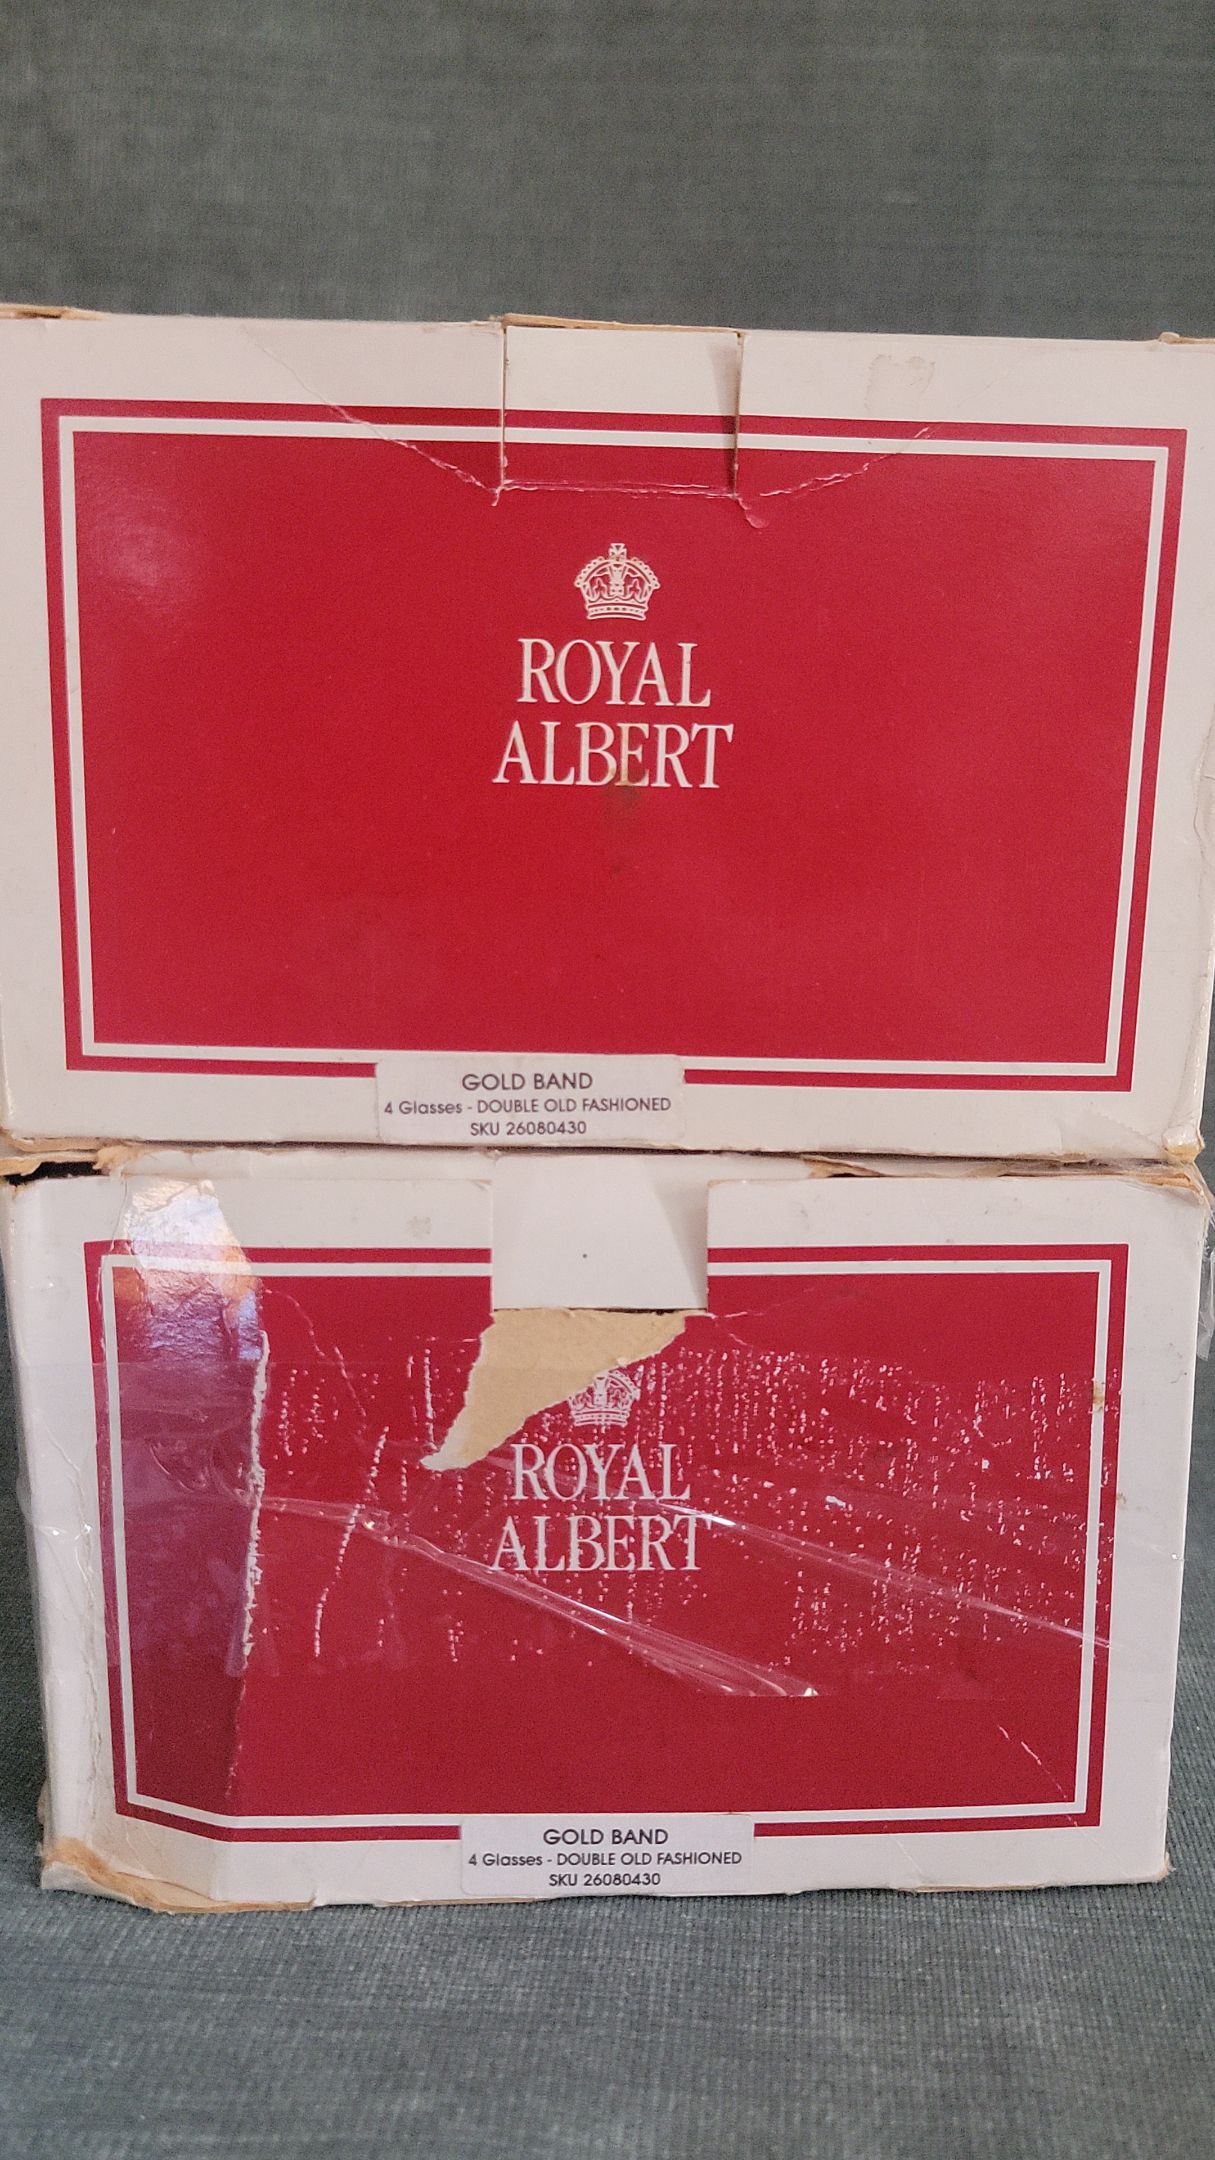 ROYAL
ALBERT
GOLD BAND
4 Glasses - DOUBLE OLD FASHIONED
SKU 26080430
ROYAL
ALBERT
GOLD BAND
4 Glasses - DOUBLE OLD FASHIONED
SKU 26080430